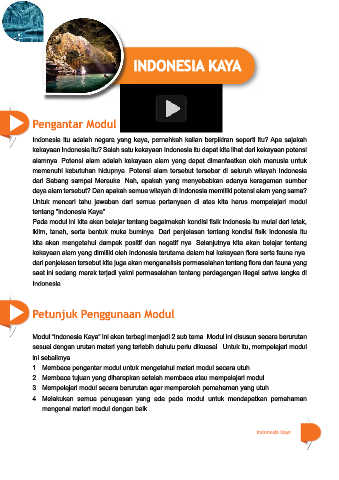 INDONESIA KAYA
Pengantar Modul
Indonesia itu adalah negara yang kaya, pernahkah kalian berpikiran seperti itu? Apa sajakah
kekayaan Indonesia itu? Salah satu kekayaan Indonesia itu dapat kita lihat dari kekayaan potensi
alamnya Potensi alam adalah kekayaan alam yang dapat dimanfaatkan oleh manusia untuk
memenuhi kebutuhan hidupnya Potensi alam tersebut tersebar di seluruh wilayah Indonesia
dari Sabang sampai Merauke Nah, apakah yang menyebabkan adanya keragaman sumber
daya alam tersebut? Dan apakah semua wilayah di Indonesia memiliki potensi alam yang sama?
Untuk mencari tahu jawaban dari semua pertanyaan di atas kita harus mempelajari modul
tentang "Indonesia Kaya"
Pada modul ini kita akan belajar tentang bagaimakah kondisi fisik Indonesia itu mulai dari letak,
iklim, tanah, serta bentuk muka buminya Dari penjelasan tentang kondisi fisik Indonesia itu
kita akan mengetahui dampak positif dan negatif nya Selanjutnya kita akan belajar tentang
kekayaan alam yang dimiliki oleh Indonesia terutama dalam hal kekayaan flora serta fauna nya
dari penjelasan tersebut kita juga akan menganalisis permasalahan tentang flora dan fauna yang
saat ini sedang marak terjadi yakni permasalahan tentang perdagangan illegal satwa langka di
Indonesia
Petunjuk Penggunaan Modul
Modul "Indonesia Kaya" ini akan terbagi menjadi 2 sub tema Modul ini disusun secara berurutan
sesuai dengan urutan materi yang terlebih dahulu perlu dikuasai Untuk itu, mempelajari modul
ini sebaiknya
1 Membaca pengantar modul untuk mengetahui materi modul secara utuh
2 Membaca tujuan yang diharapkan setelah membaca atau mempelajari modul
3 Mempelajari modul secara berurutan agar memperoleh pemahaman yang utuh
4 Melakukan semua penugasan yang ada pada modul untuk mendapatkan pemahaman
mengenai materi modul dengan baik
Indonesia Kaya